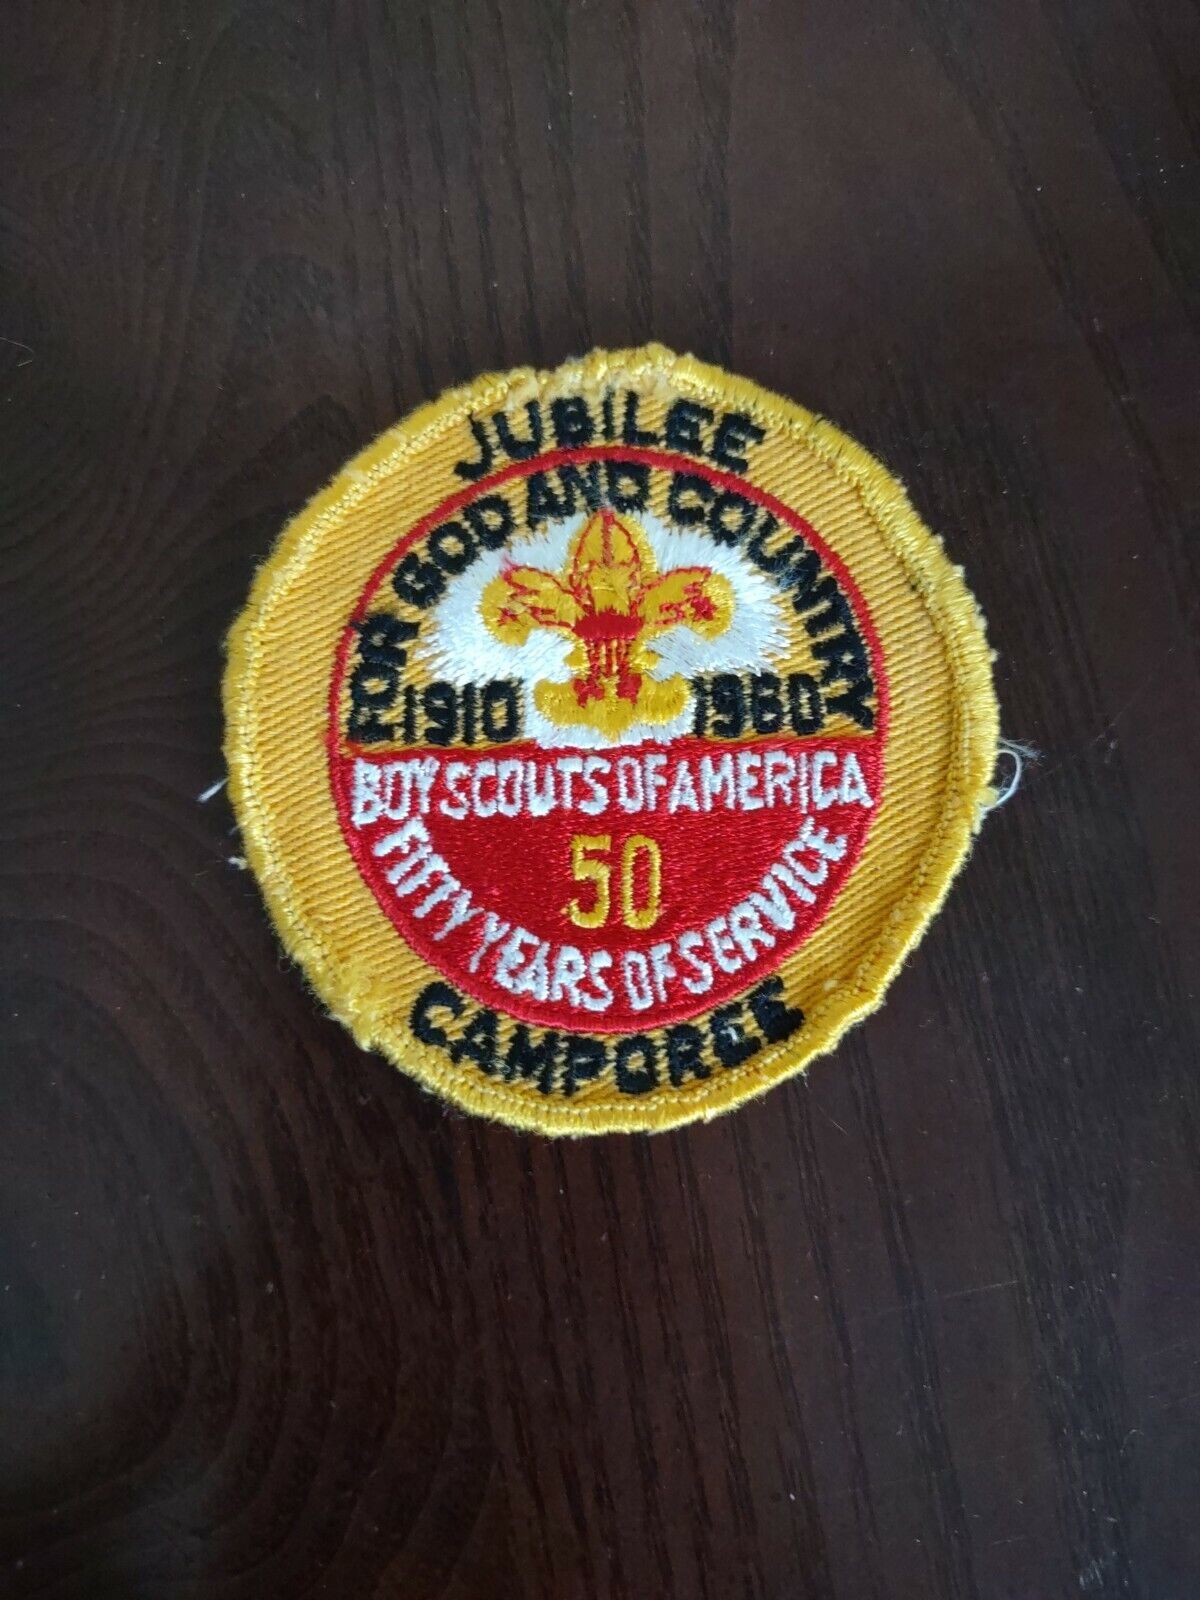 JUBILEE
FOR GOD AND COUNTRY
1910 1960
BOY SCOUTS OF AMERICA
50
FIFTY YEARS OF SERVICE
CAMPOREE